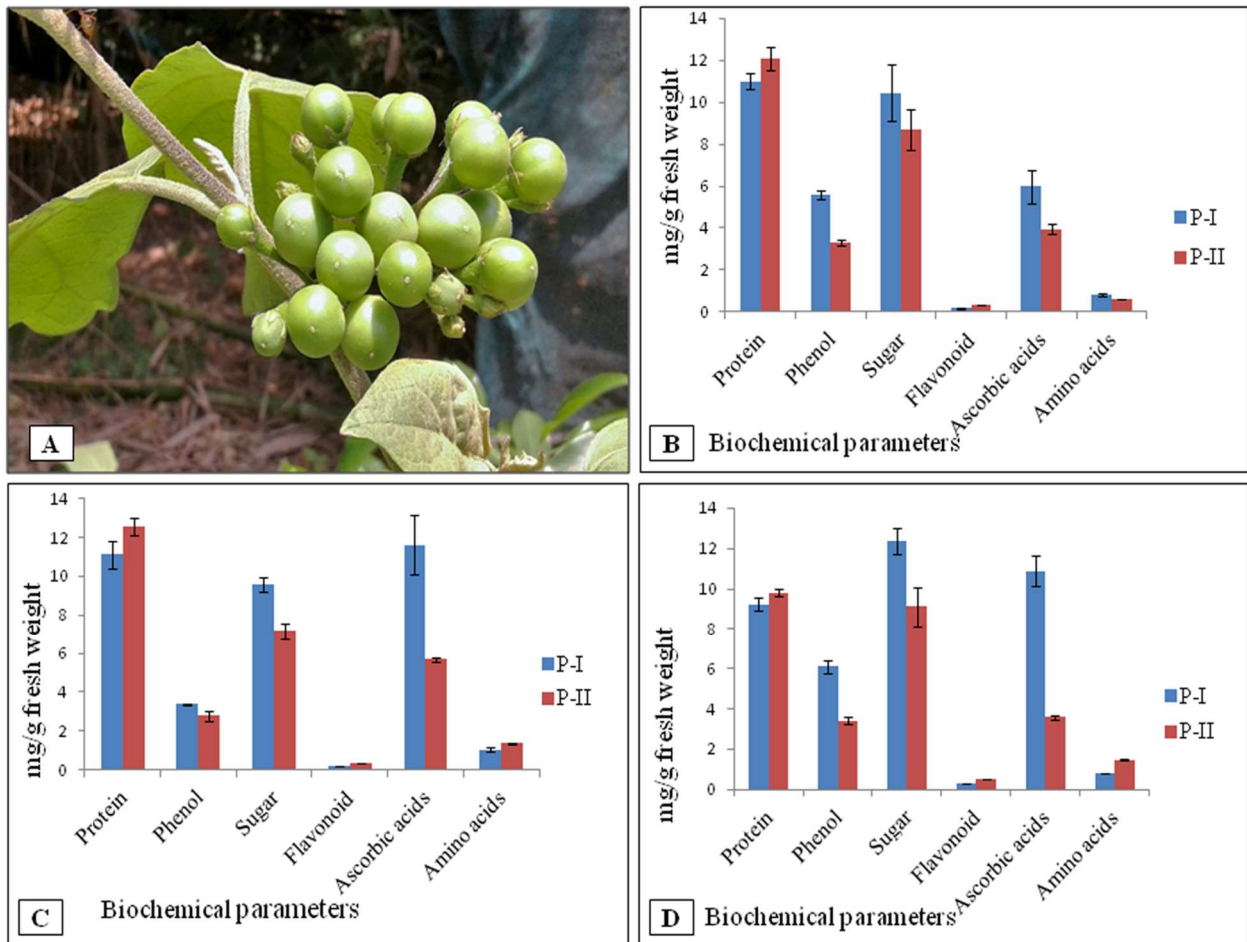 A
14
12
10
8
6
4
2
0
mg/g fresh weight
Protein
Phenol
Sugar
Flavonoid
Ascorbic acids
Amino acids
P-I
P-II
B
Biochemical parameters
14
12
10
8
6
4
2
0
mg/g fresh weight
Protein
Phenol
Sugar
Flavonoid
Ascorbic acids
Amino acids
P-I
P-II
C
Biochemical parameters
14
12
10
8
6
4
2
0
mg/g fresh weight
Protein
Phenol
Sugar
Flavonoid
Ascorbic acids
Amino acids
P-I
P-II
D
Biochemical parameters